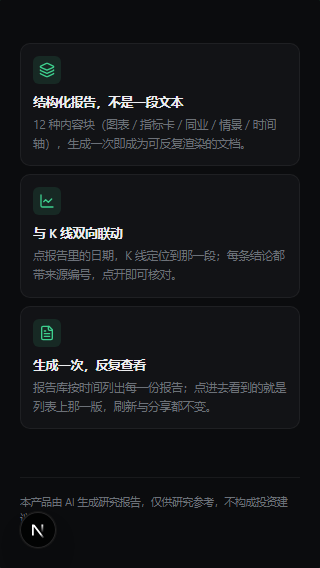 结构化报告，不是一段文本
12 种内容块（图表 / 指标卡 / 同业 / 情景 / 时间
轴），生成一次即成为可反复渲染的文档。
与 K 线双向联动
点报告里的日期，K 线定位到那一段；每条结论都
带来源编号，点开即可核对。
生成一次，反复查看
报告库按时间列出每一份报告；点进去看到的就是
列表上那一版，刷新与分享都不变。
本产品由 AI 生成研究报告，仅供研究参考，不构成投资建
N